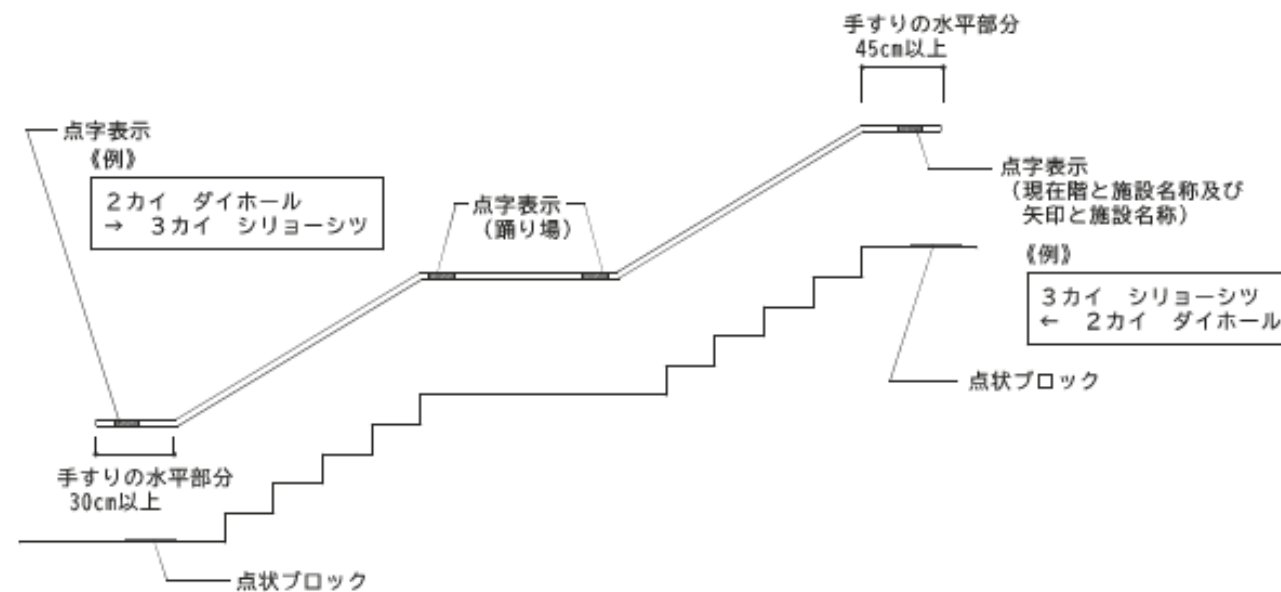 手すりの水平部分
45cm以上
点字表示
《例》
2カイ　ダイホール
→　3カイ　シリョーシツ
点字表示
（踊り場）
点字表示
（現在階と施設名称及び
矢印と施設名称）
《例》
3カイ　シリョーシツ
←　2カイ　ダイホール
点状ブロック
手すりの水平部分
30cm以上
点状ブロック